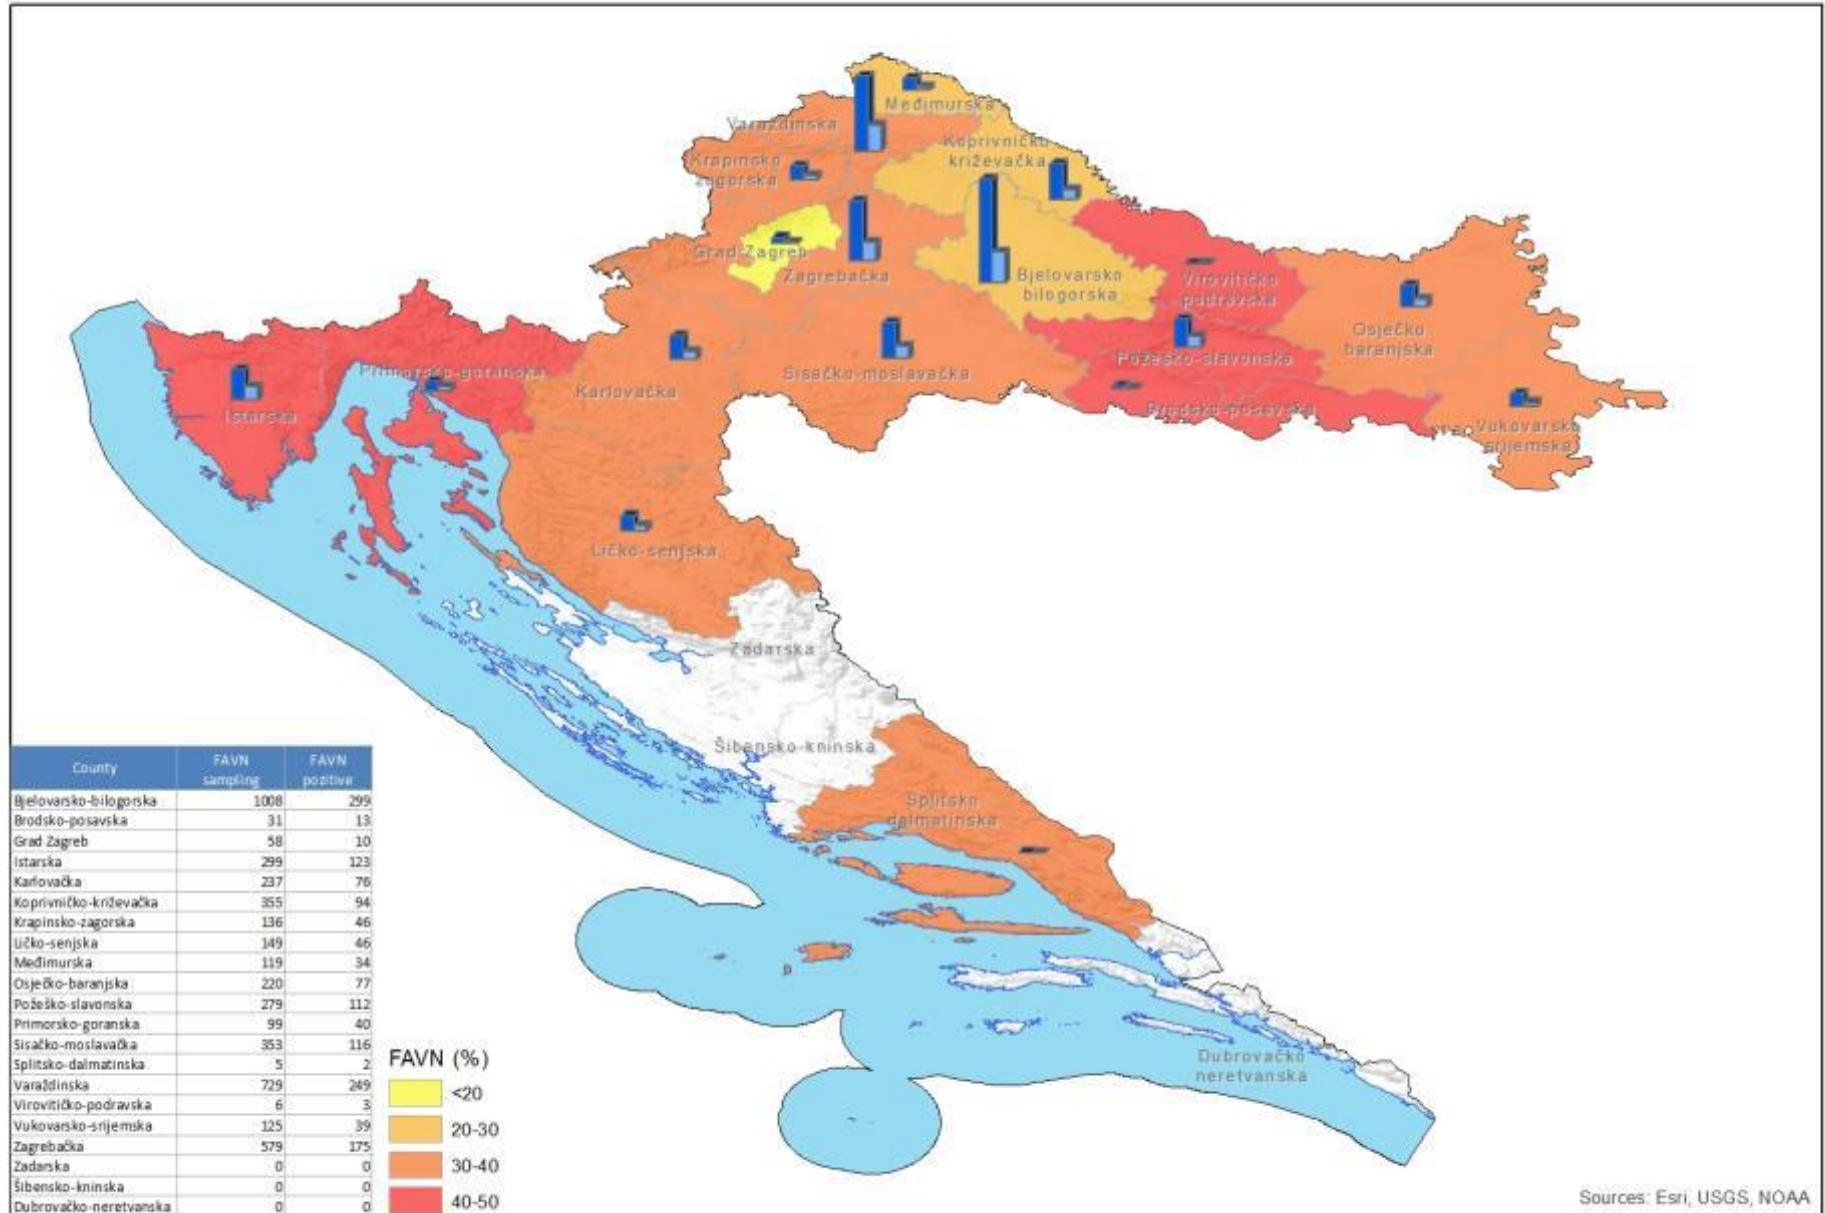 Međimurska
Varaždinska
Koprivničko
križevačka
Krapinsko
zagorska
Grad Zagreb
Zagrebačka
Bjelovarsko
bilogorska
Virovitičko
podravska
Osječko
baranjska
Požeško-slavonska
Primorsko-goranska
Istarska
Karlovačka
Sisačko-moslavačka
Brodsko-posavska
Vukovarsko
srijemska
Ličko-senjska
Zadarska
Šibensko-kninska
Splitsko
dalmatinska
Dubrovačko
neretvanska
County FAVN sampling FAVN pozitive
Bjelovarsko-bilogorska 1008 299
Brodsko-posavska 31 13
Grad Zagreb 58 10
Istarska 299 123
Karlovačka 237 76
Koprivničko-križevačka 355 94
Krapinsko-zagorska 136 46
Ličko-senjska 149 46
Međimurska 119 34
Osječko-baranjska 220 77
Požeško-slavonska 279 112
Primorsko-goranska 99 40
Sisačko-moslavačka 353 116
Splitsko-dalmatinska 5 2
Varaždinska 729 249
Virovitičko-podravska 6 3
Vukovarsko-srijemska 125 39
Zagrebačka 579 175
Zadarska 0 0
Šibensko-kninska 0 0
Dubrovačko-neretvanska 0 0
FAVN (%)
<20
20-30
30-40
40-50
Sources: Esri, USGS, NOAA